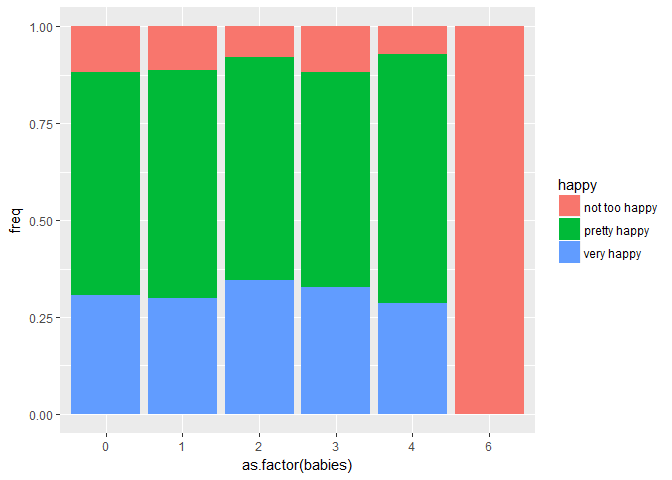 1.00
0.75
0.50
0.25
0.00
freq
0 1 2 3 4 6
as.factor(babies)
happy
not too happy
pretty happy
very happy